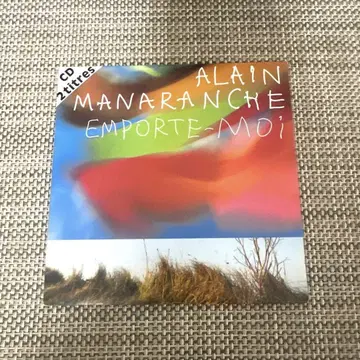 CD
2 titres
ALAIN
MANARANCHE
EMPORTE-MOi